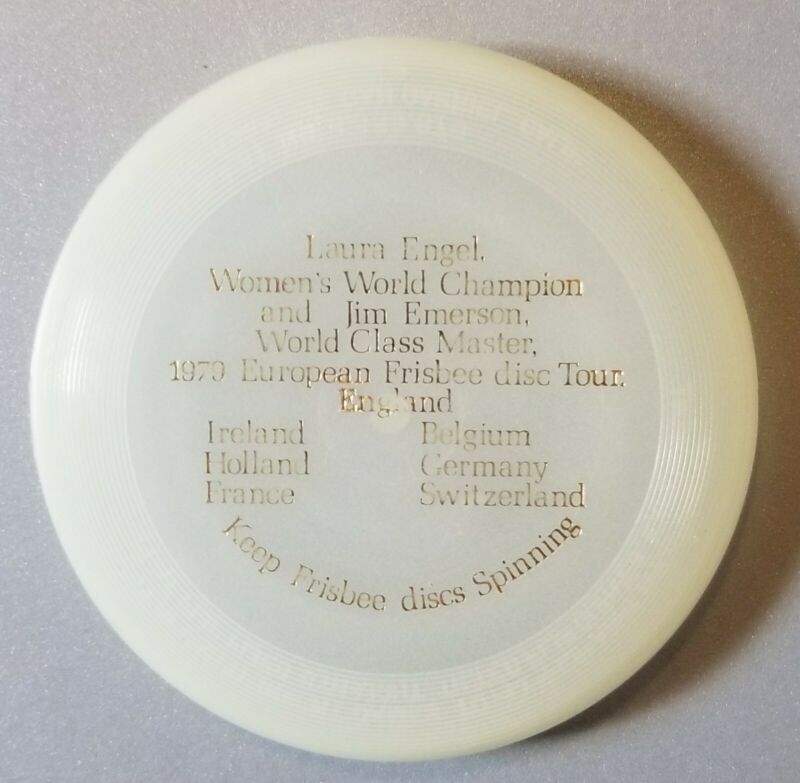 Laura Engel,
Women's World Champion
and Jim Emerson,
World Class Master,
1979 European Frisbee disc Tour.
England
Ireland Belgium
Holland Germany
France Switzerland
Keep Frisbee discs Spinning